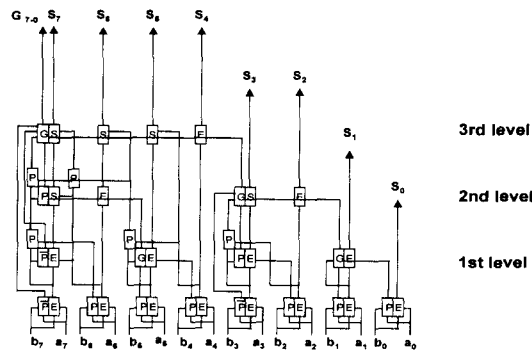 G 7-0 S7 S6 S5 S4
S3 S2
S1
G S S S E 3rd level
S0
P P
P S E G S E 2nd level
P P P
P E G E P E G E 1st level
P E P E P E P E P E P E P E P E
b7 a7 b6 a6 b5 a5 b4 a4 b3 a3 b2 a2 b1 a1 b0 a0